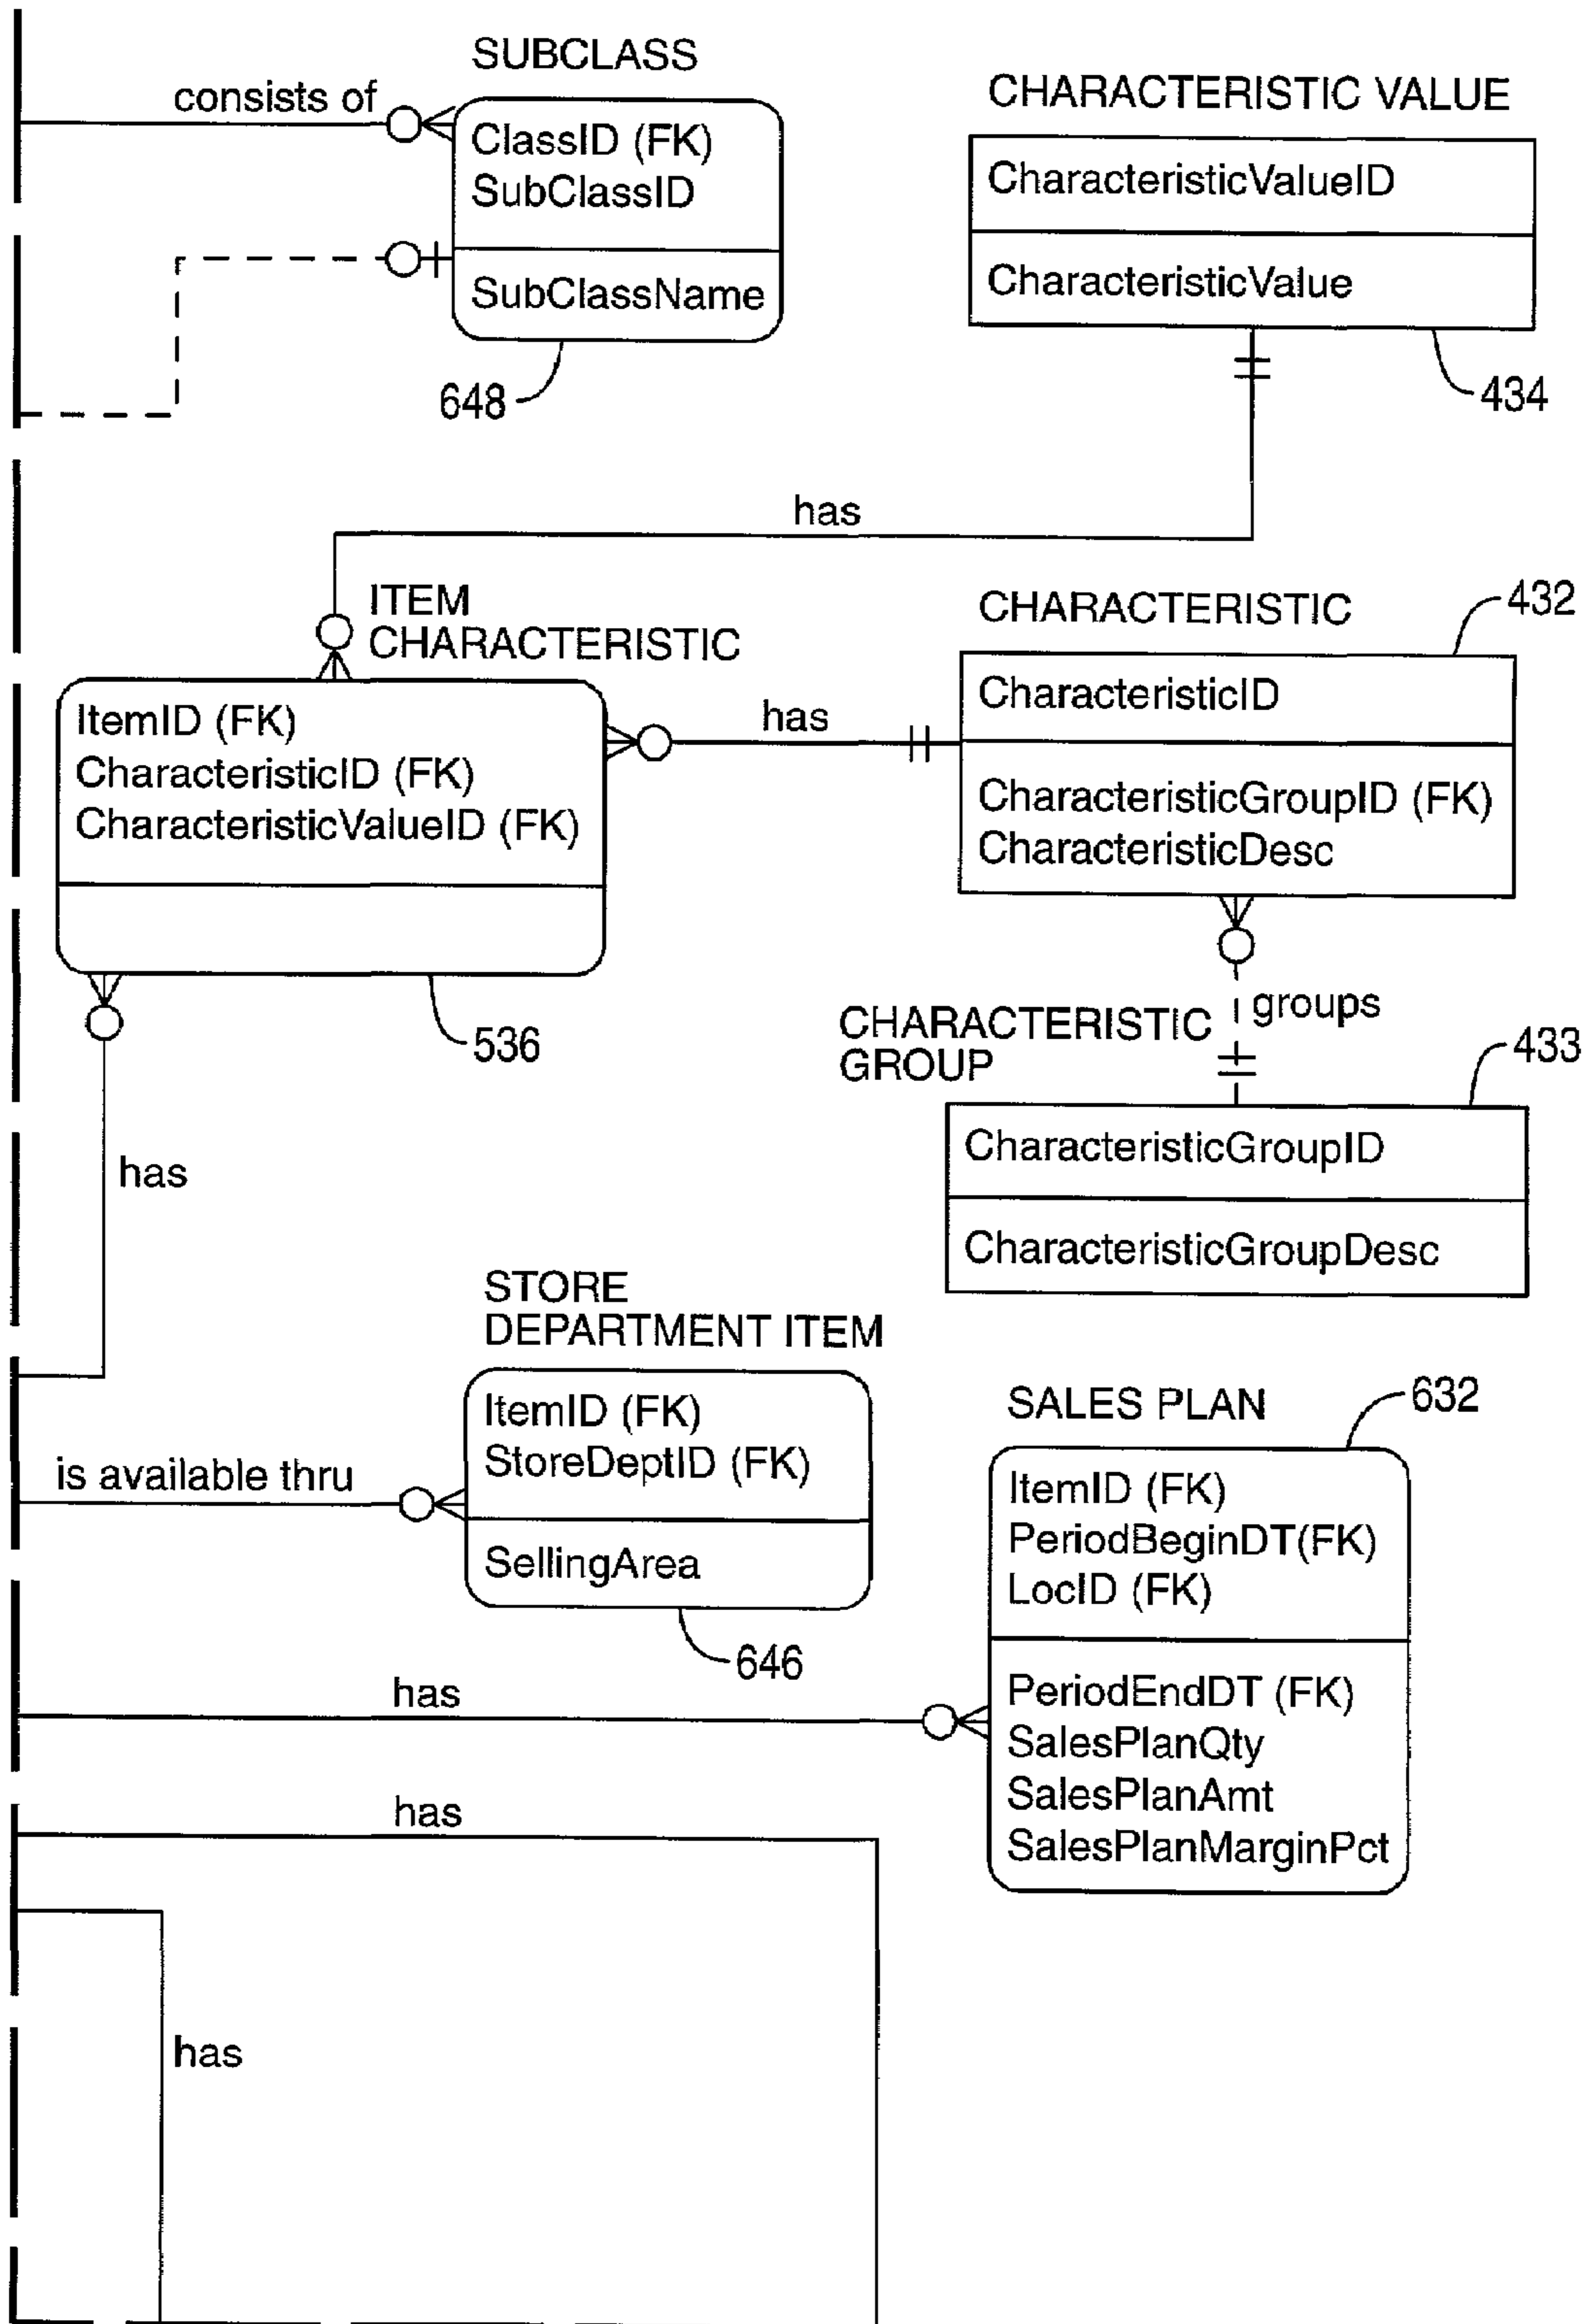 SUBCLASS
consists of
ClassID (FK)
SubClassID
SubClassName
648
CHARACTERISTIC VALUE
CharacteristicValueID
CharacteristicValue
434
has
ITEM
CHARACTERISTIC
ItemID (FK)
CharacteristicID (FK)
CharacteristicValueID (FK)
536
has
CHARACTERISTIC
432
CharacteristicID
CharacteristicGroupID (FK)
CharacteristicDesc
groups
CHARACTERISTIC
GROUP
433
CharacteristicGroupID
CharacteristicGroupDesc
has
STORE
DEPARTMENT ITEM
is available thru
ItemID (FK)
StoreDeptID (FK)
SellingArea
646
SALES PLAN
632
ItemID (FK)
PeriodBeginDT(FK)
LocID (FK)
PeriodEndDT (FK)
SalesPlanQty
SalesPlanAmt
SalesPlanMarginPct
has
has
has